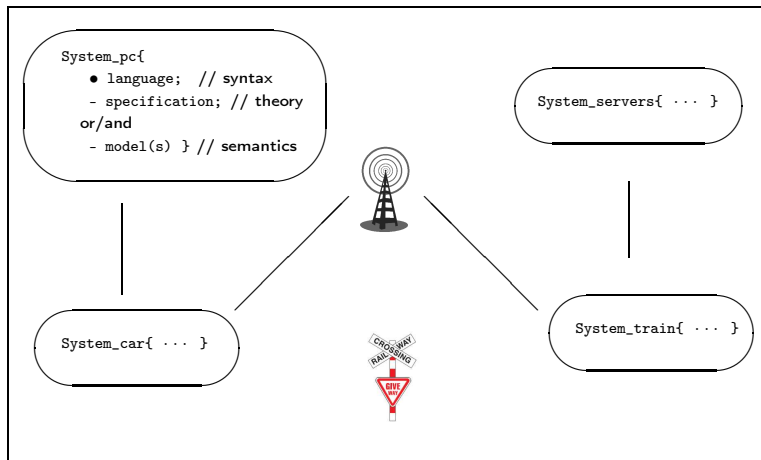 System_pc{
• language; // syntax
- specification; // theory
or/and
- model(s) } // semantics
System_servers{ ··· }
System_car{ ··· }
System_train{ ··· }
CROSSING
RAILWAY
GIVE
WAY